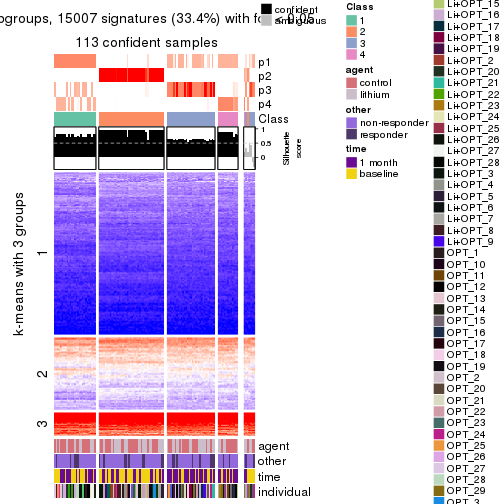 groups, 15007 signatures (33.4%) with f
113 confident samples
p1
p2
p3
p4
Class
1
0.5
0
Silhouette
score
k-means with 3 groups
1
2
3
agent
other
time
individual
confident
ambiguous
Class
1
2
3
4
agent
control
lithium
other
non-responder
responder
time
1 month
baseline
Li+OPT_15
Li+OPT_16
Li+OPT_17
Li+OPT_18
Li+OPT_19
Li+OPT_2
Li+OPT_20
Li+OPT_21
Li+OPT_22
Li+OPT_23
Li+OPT_24
Li+OPT_25
Li+OPT_26
Li+OPT_27
Li+OPT_28
Li+OPT_3
Li+OPT_4
Li+OPT_5
Li+OPT_6
Li+OPT_7
Li+OPT_8
Li+OPT_9
OPT_1
OPT_10
OPT_11
OPT_12
OPT_13
OPT_14
OPT_15
OPT_16
OPT_17
OPT_18
OPT_19
OPT_2
OPT_20
OPT_21
OPT_22
OPT_23
OPT_24
OPT_25
OPT_26
OPT_27
OPT_28
OPT_29
OPT_3